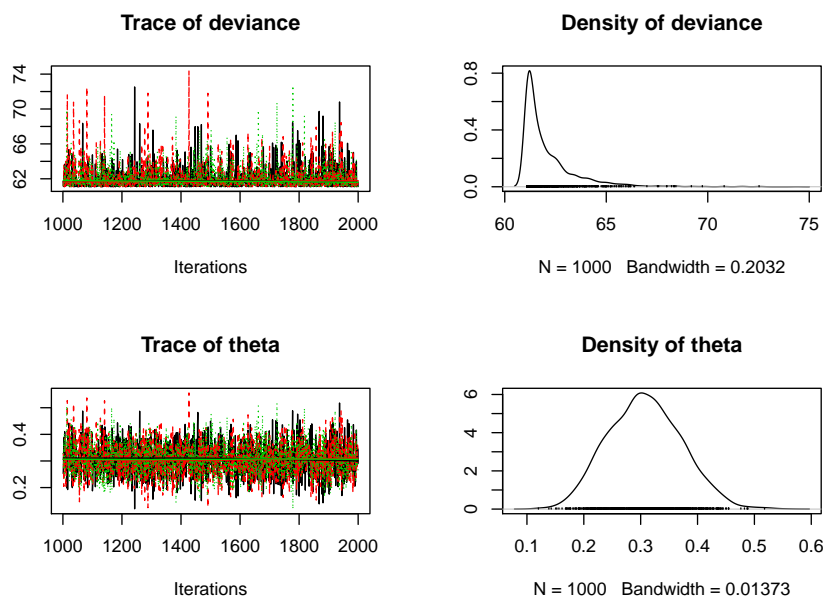 Trace of deviance
74
70
66
62
1000 1200 1400 1600 1800 2000
Iterations
Density of deviance
0.8
0.4
0.0
60 65 70 75
N = 1000 Bandwidth = 0.2032
Trace of theta
0.4
0.2
1000 1200 1400 1600 1800 2000
Iterations
Density of theta
6
4
2
0
0.1 0.2 0.3 0.4 0.5 0.6
N = 1000 Bandwidth = 0.01373